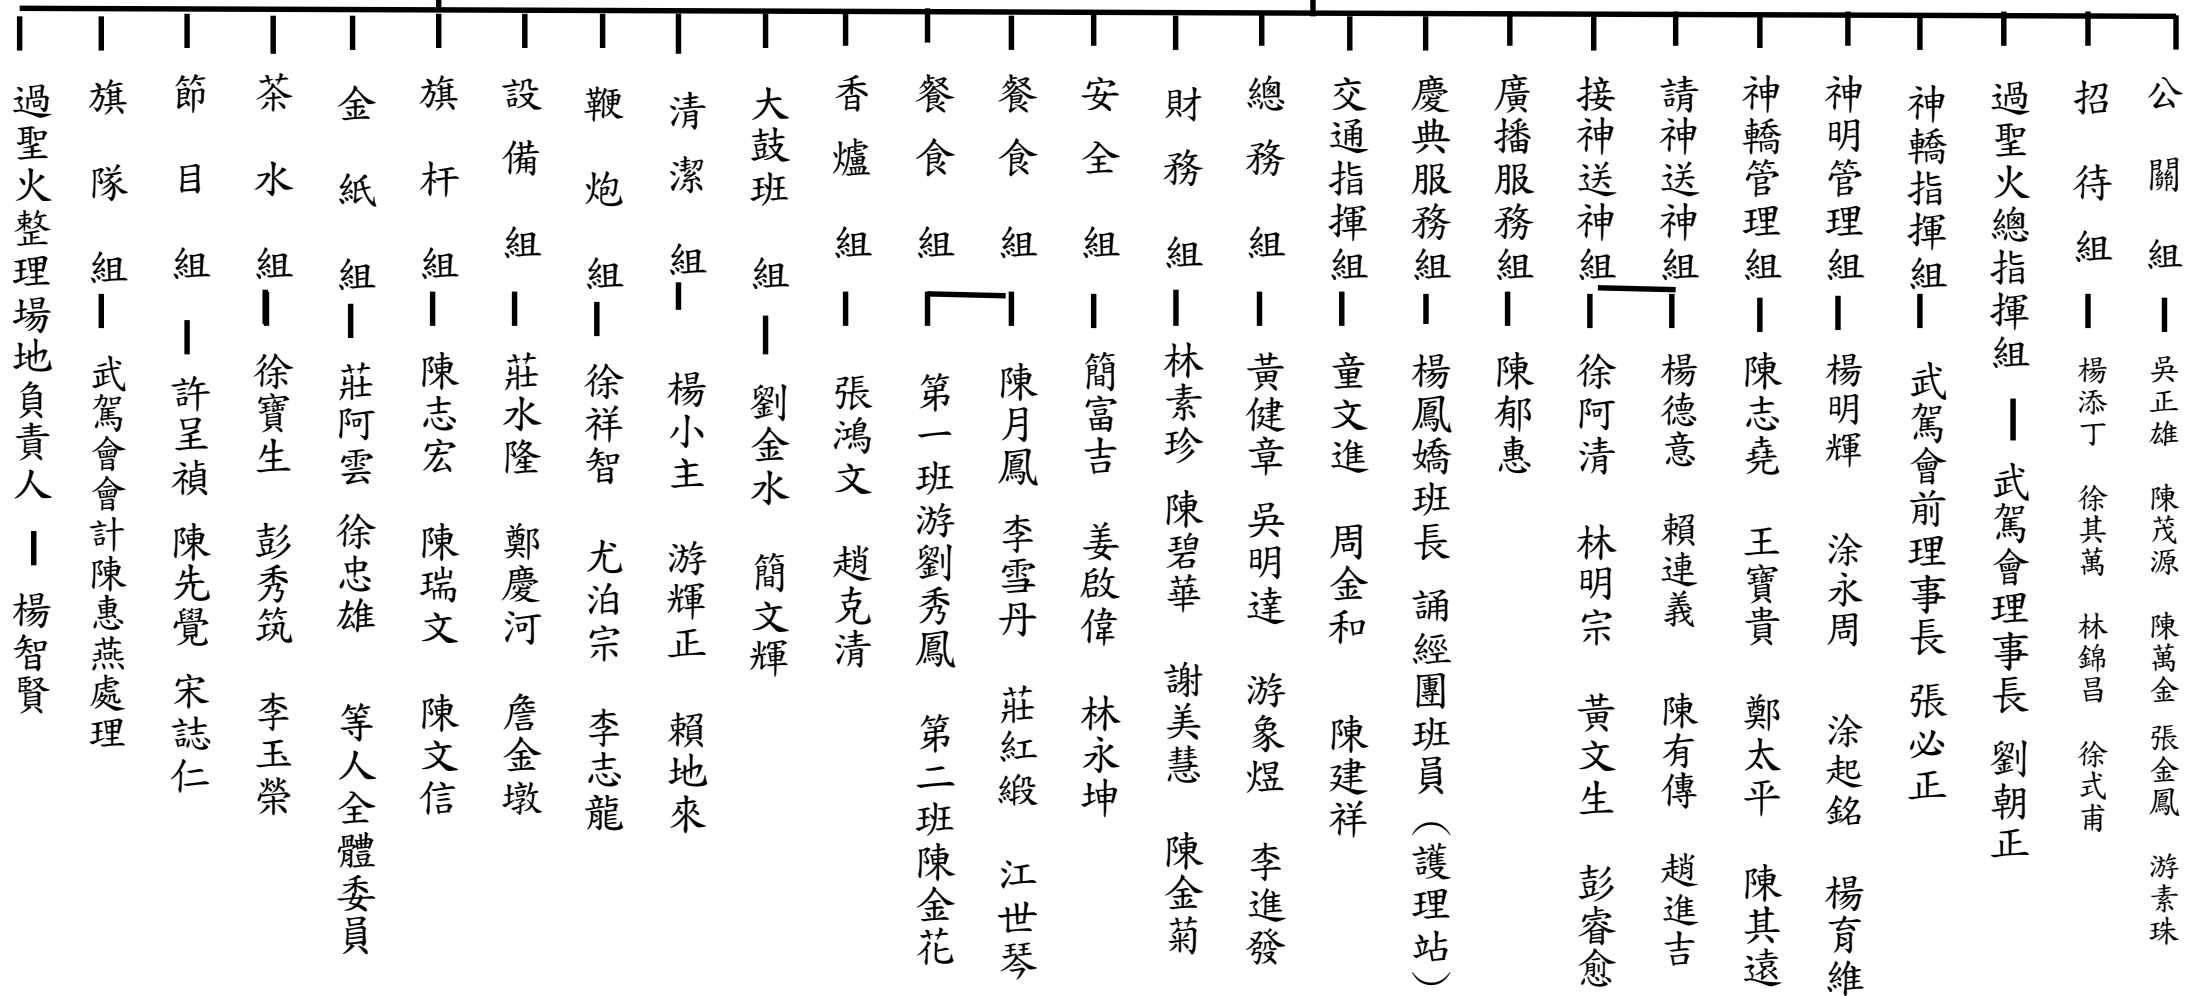 公關組 吳正雄 陳茂源 陳萬金 張金鳳 游素珠
招待組 楊添丁 徐其萬 林錦昌 徐式甫
過聖火總指揮組 武駕會理事長 劉朝正
神轎指揮組 武駕會前理事長 張必正
神明管理組 楊明輝 涂永周 涂起銘 楊育維
神轎管理組 陳志堯 王寶貴 鄭太平 陳其遠
請神送神組 楊德意 賴連義 陳有傳 趙進吉
接神送神組 徐阿清 林明宗 黃文生 彭睿愈
廣播服務組 陳郁惠
慶典服務組 楊鳳嬌班長 誦經團班員（護理站）
交通指揮組 童文進 周金和 陳建祥
總務組 黃健章 吳明達 游象煜 李進發
財務組 林素珍 陳碧華 謝美慧 陳金菊
安全組 簡富吉 姜啟偉 林永坤
餐食組 陳月鳳 李雪丹 莊紅緞 江世琴
餐食組 第一班游劉秀鳳 第二班陳金花
香爐組 張鴻文 趙克清
大鼓班組 劉金水 簡文輝
清潔組 楊小主 游輝正 賴地來
鞭炮組 徐祥智 尤泊宗 李志龍
設備組 莊水隆 鄭慶河 詹金墩
旗杆組 陳志宏 陳瑞文 陳文信
金紙組 莊阿雲 徐忠雄 等人全體委員
茶水組 徐寶生 彭秀筑 李玉榮
節目組 許呈禎 陳先覺 宋誌仁
旗隊組 武駕會會計陳惠燕處理
過聖火整理場地負責人 楊智賢